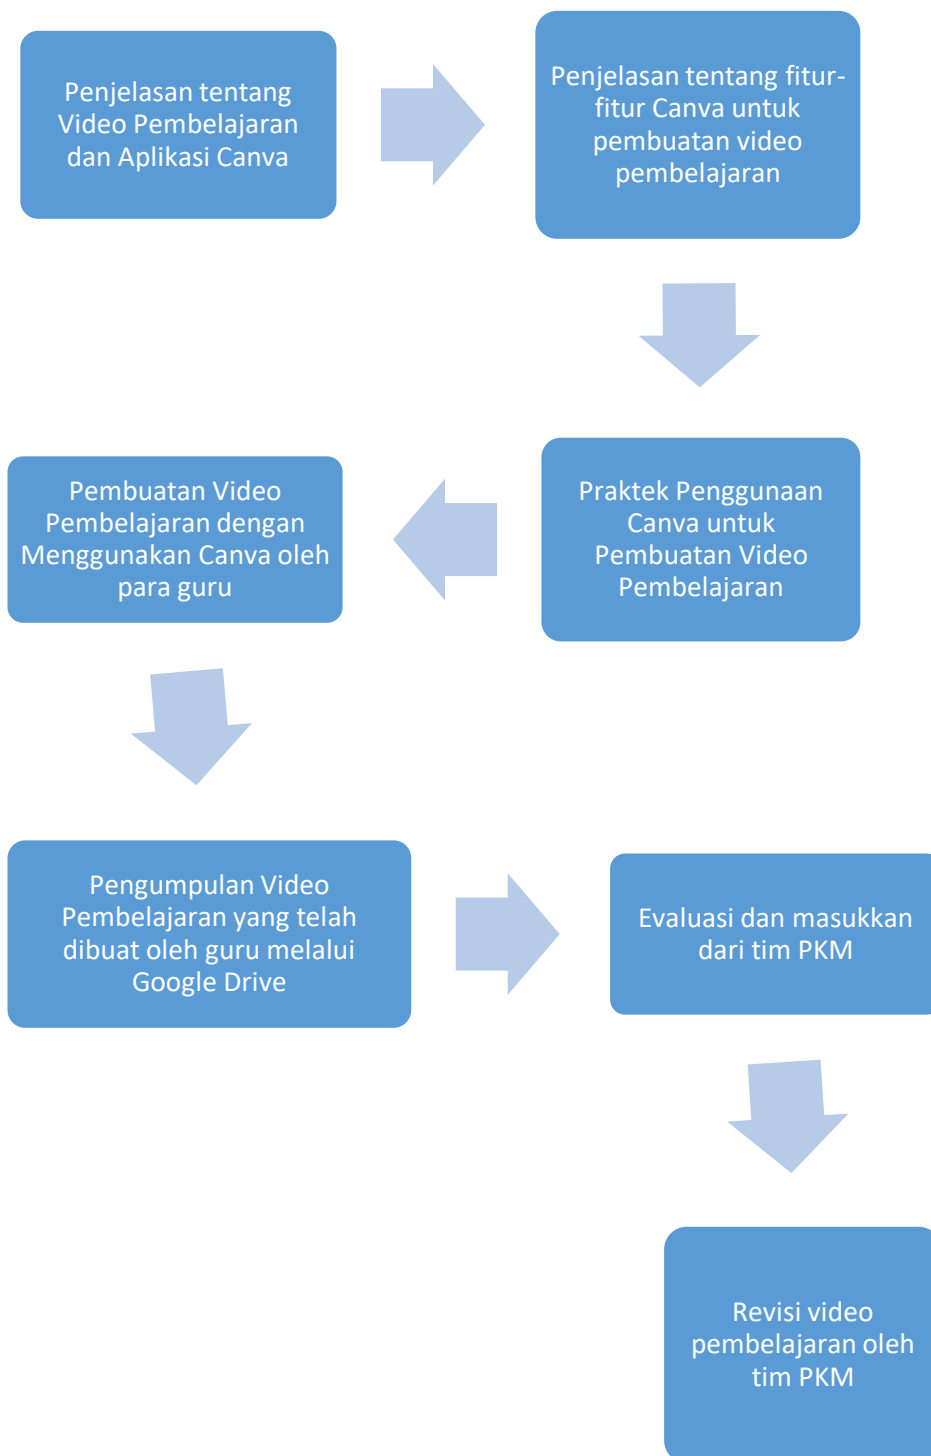 Penjelasan tentang
Video Pembelajaran
dan Aplikasi Canva
Penjelasan tentang fitur-
fitur Canva untuk
pembuatan video
pembelajaran
Praktek Penggunaan
Canva untuk
Pembuatan Video
Pembelajaran
Pembuatan Video
Pembelajaran dengan
Menggunakan Canva oleh
para guru
Pengumpulan Video
Pembelajaran yang telah
dibuat oleh guru melalui
Google Drive
Evaluasi dan masukkan
dari tim PKM
Revisi video
pembelajaran oleh
tim PKM